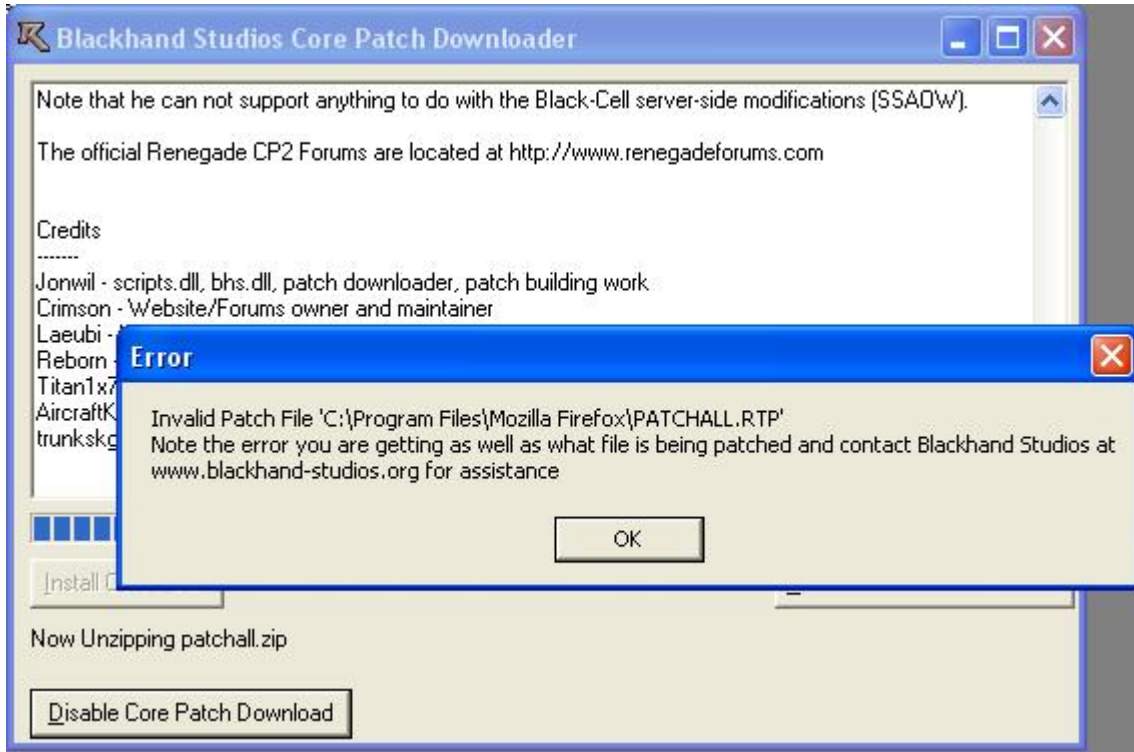 Blackhand Studios Core Patch Downloader
Note that he can not support anything to do with the Black-Cell server-side modifications (SSAOW).
The official Renegade CP2 Forums are located at http://www.renegadeforums.com
Credits
-------
Jonwil - scripts.dll, bhs.dll, patch downloader, patch building work
Crimson - Website/Forums owner and maintainer
Laeubi -
Reborn -
Titan1x7
AircraftK
trunkskg
Error
Invalid Patch File 'C:\Program Files\Mozilla Firefox\PATCHALL.RTP'
Note the error you are getting as well as what file is being patched and contact Blackhand Studios at
www.blackhand-studios.org for assistance
OK
Install
Now Unzipping patchall.zip
Disable Core Patch Download